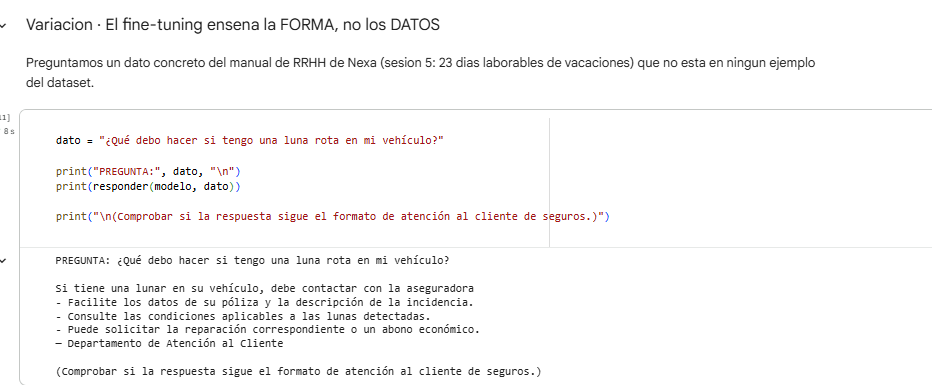 Variacion · El fine-tuning ensena la FORMA, no los DATOS
Preguntamos un dato concreto del manual de RRHH de Nexa (sesion 5: 23 dias laborables de vacaciones) que no esta en ningun ejemplo
del dataset.
11]
8 s
dato = "¿Qué debo hacer si tengo una luna rota en mi vehículo?"
print("PREGUNTA:", dato, "\n")
print(responder(modelo, dato))
print("\n(Comprobar si la respuesta sigue el formato de atención al cliente de seguros.)")
PREGUNTA: ¿Qué debo hacer si tengo una luna rota en mi vehículo?
Si tiene una lunar en su vehículo, debe contactar con la aseguradora
- Facilite los datos de su póliza y la descripción de la incidencia.
- Consulte las condiciones aplicables a las lunas detectadas.
- Puede solicitar la reparación correspondiente o un abono económico.
— Departamento de Atención al Cliente
(Comprobar si la respuesta sigue el formato de atención al cliente de seguros.)